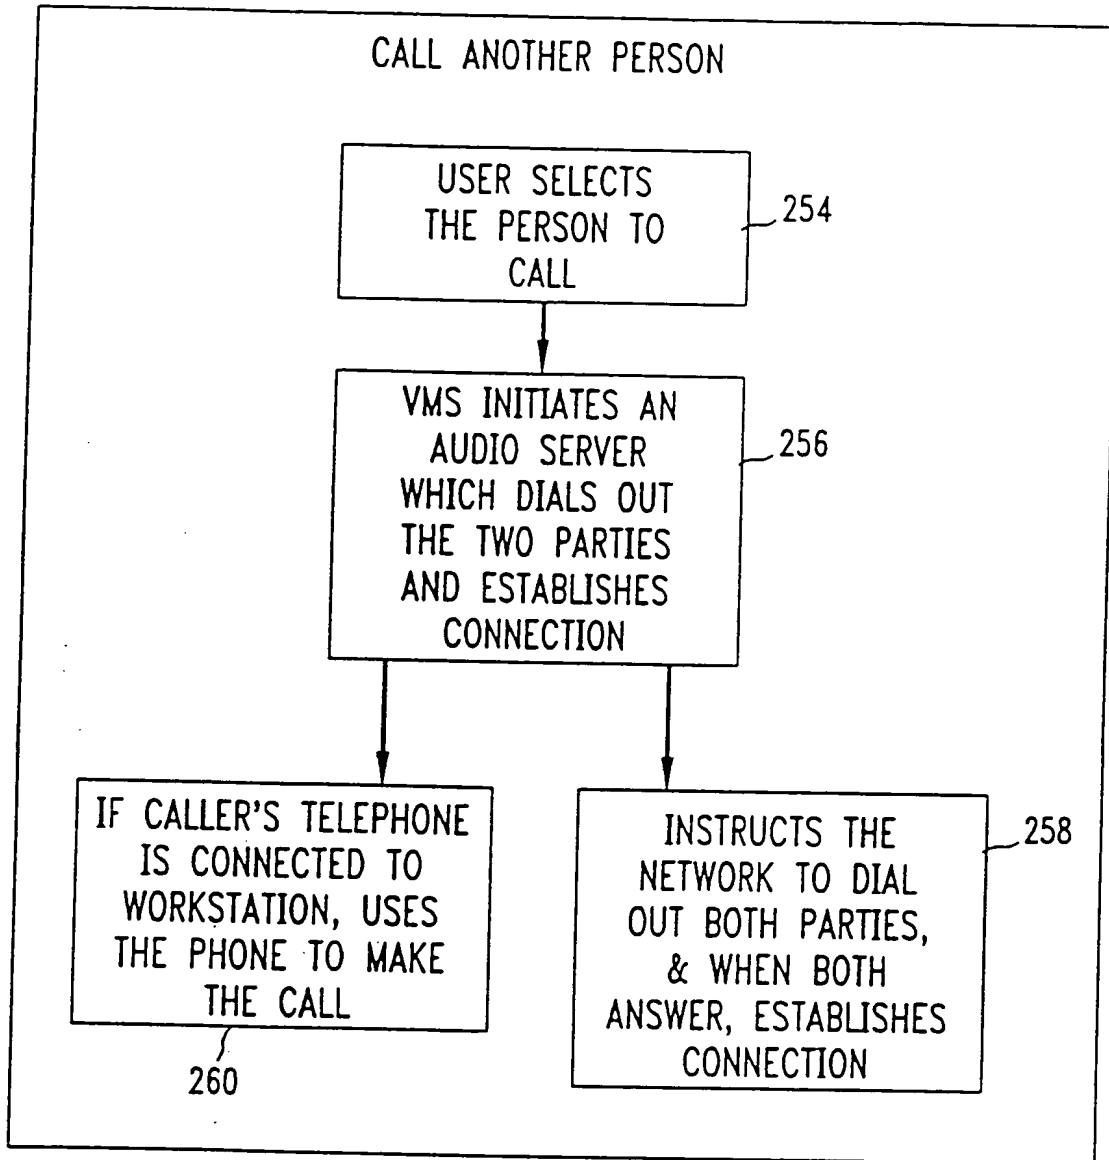 CALL ANOTHER PERSON
USER SELECTS
THE PERSON TO
CALL
254
VMS INITIATES AN
AUDIO SERVER
WHICH DIALS OUT
THE TWO PARTIES
AND ESTABLISHES
CONNECTION
256
IF CALLER'S TELEPHONE
IS CONNECTED TO
WORKSTATION, USES
THE PHONE TO MAKE
THE CALL
260
INSTRUCTS THE
NETWORK TO DIAL
OUT BOTH PARTIES,
& WHEN BOTH
ANSWER, ESTABLISHES
CONNECTION
258